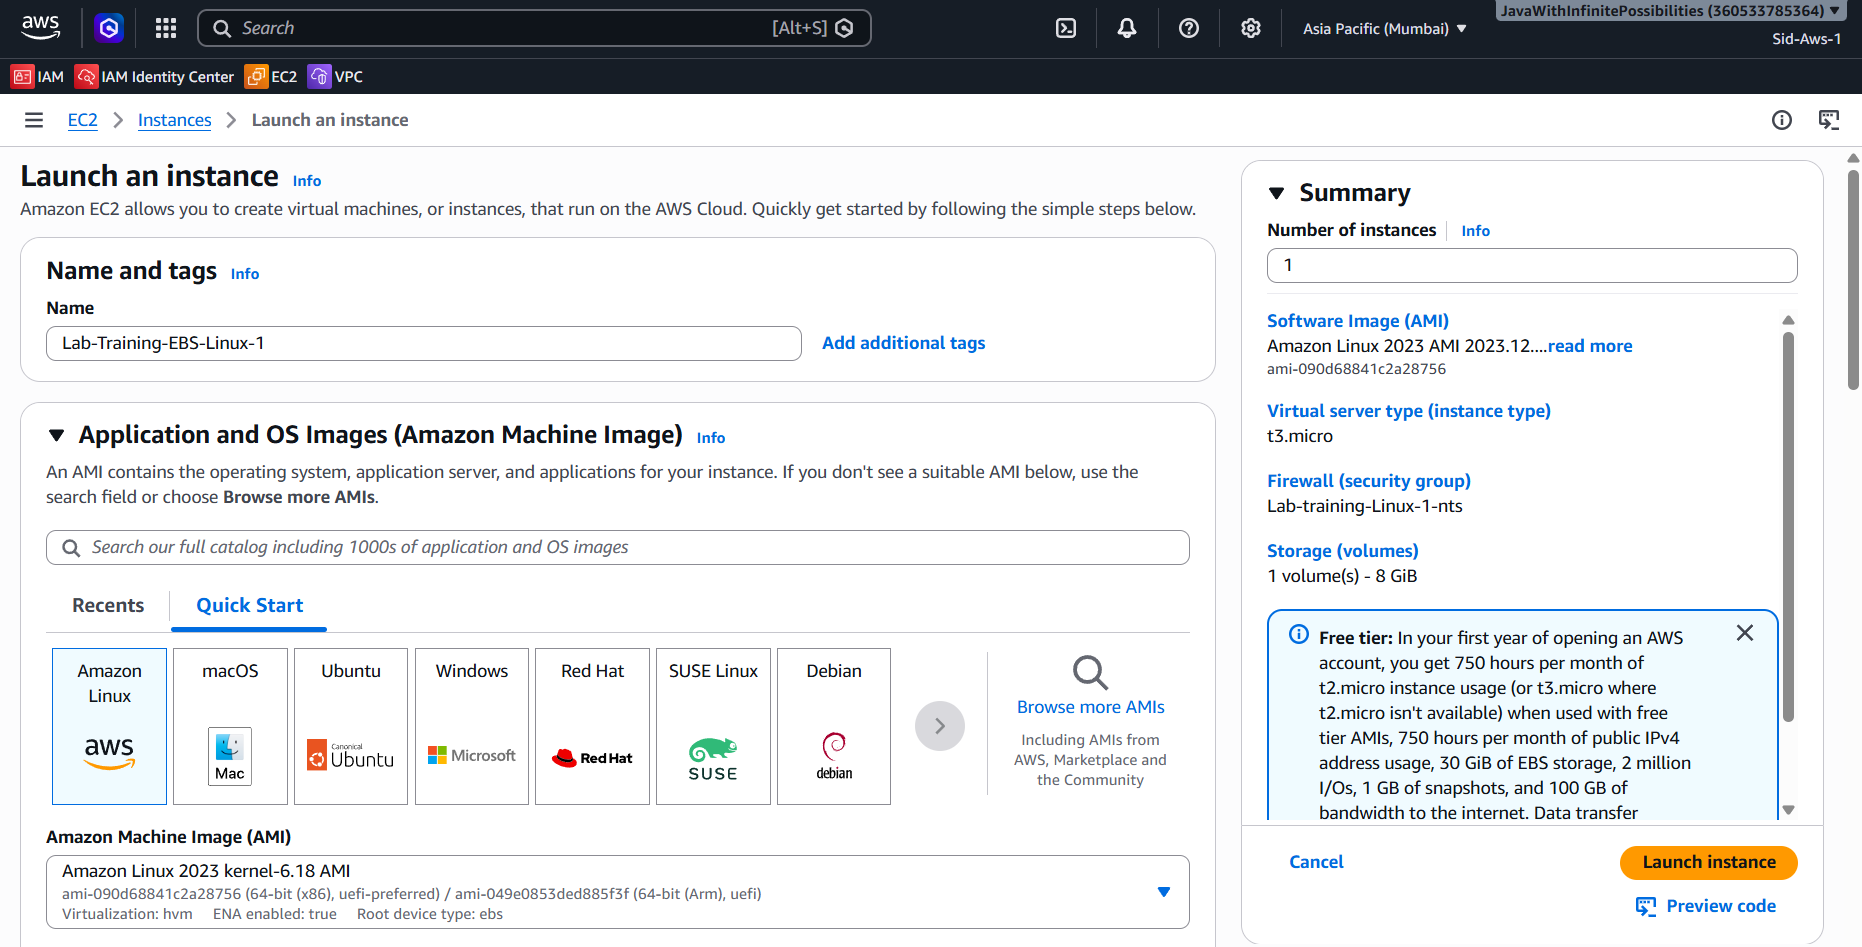 aws
Search
[Alt+S]
Asia Pacific (Mumbai)
JavaWithInfinitePossibilities (360533785364)
Sid-Aws-1
IAM
IAM Identity Center
EC2
VPC
EC2
Instances
Launch an instance
Launch an instance Info
Amazon EC2 allows you to create virtual machines, or instances, that run on the AWS Cloud. Quickly get started by following the simple steps below.
Name and tags Info
Name
Lab-Training-EBS-Linux-1
Add additional tags
Application and OS Images (Amazon Machine Image) Info
An AMI contains the operating system, application server, and applications for your instance. If you don't see a suitable AMI below, use the
search field or choose Browse more AMIs.
Search our full catalog including 1000s of application and OS images
Recents
Quick Start
Amazon
Linux
aws
macOS
Mac
Ubuntu
Canonical
Ubuntu
Windows
Microsoft
Red Hat
Red Hat
SUSE Linux
SUSE
Debian
debian
Browse more AMIs
Including AMIs from
AWS, Marketplace and
the Community
Amazon Machine Image (AMI)
Amazon Linux 2023 kernel-6.18 AMI
ami-090d68841c2a28756 (64-bit (x86), uefi-preferred) / ami-049e0853ded885f3f (64-bit (Arm), uefi)
Virtualization: hvm ENA enabled: true Root device type: ebs
Summary
Number of instances Info
1
Software Image (AMI)
Amazon Linux 2023 AMI 2023.12....read more
ami-090d68841c2a28756
Virtual server type (instance type)
t3.micro
Firewall (security group)
Lab-training-Linux-1-nts
Storage (volumes)
1 volume(s) - 8 GiB
Free tier: In your first year of opening an AWS
account, you get 750 hours per month of
t2.micro instance usage (or t3.micro where
t2.micro isn't available) when used with free
tier AMIs, 750 hours per month of public IPv4
address usage, 30 GiB of EBS storage, 2 million
I/Os, 1 GB of snapshots, and 100 GB of
bandwidth to the internet. Data transfer
Cancel
Launch instance
Preview code